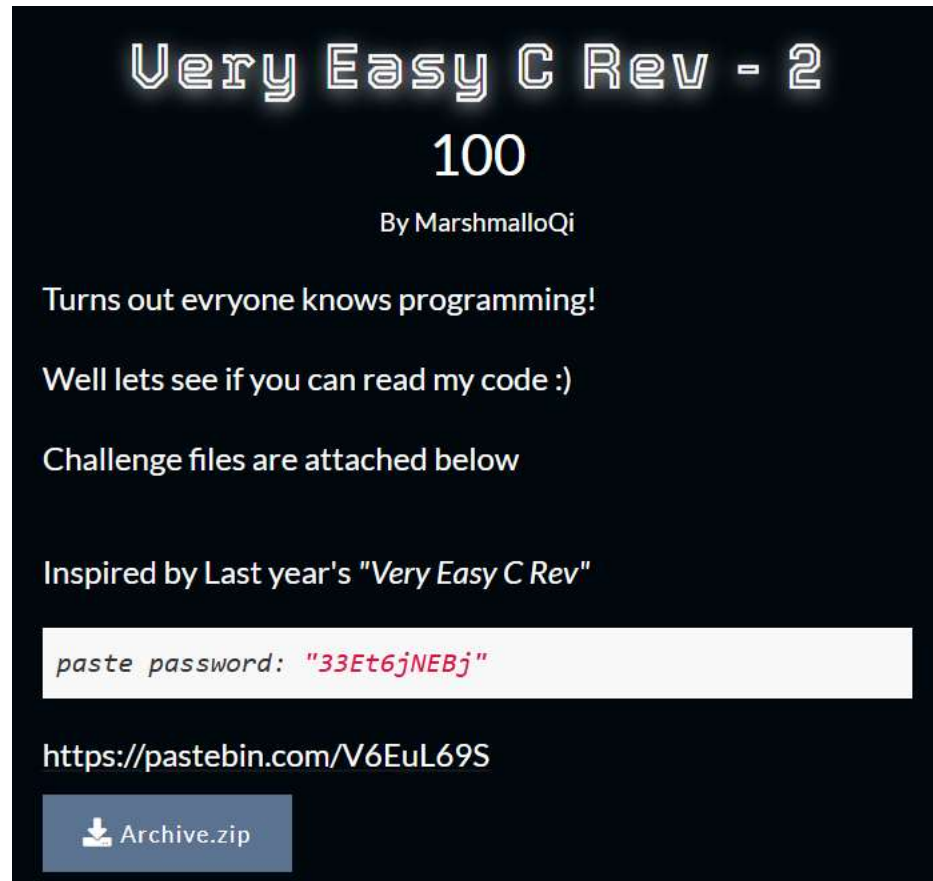 Very Easy C Rev - 2
100
By MarshmalloQi
Turns out evryone knows programming!
Well lets see if you can read my code :)
Challenge files are attached below
Inspired by Last year's "Very Easy C Rev"
paste password: "33Et6jNEBj"
https://pastebin.com/V6EuL69S
Archive.zip